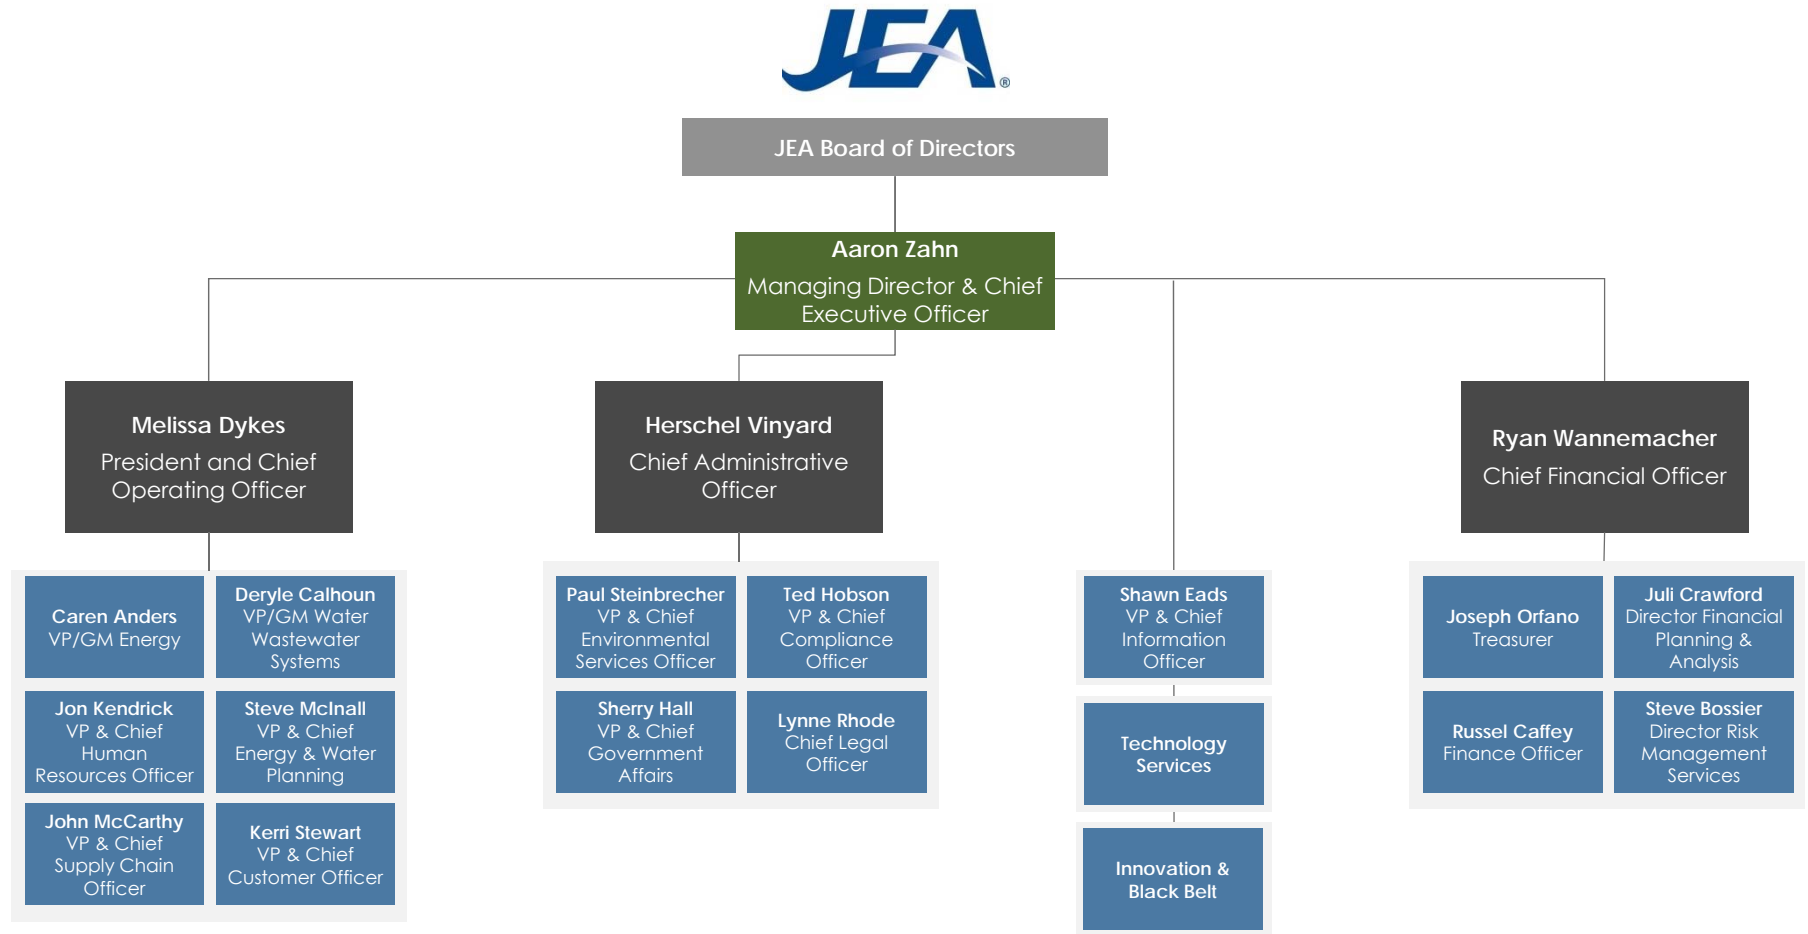 JEA®
JEA Board of Directors
Aaron Zahn
Managing Director & Chief
Executive Officer
Melissa Dykes
President and Chief
Operating Officer
Herschel Vinyard
Chief Administrative
Officer
Ryan Wannemacher
Chief Financial Officer
Caren Anders
VP/GM Energy
Deryle Calhoun
VP/GM Water
Wastewater
Systems
Jon Kendrick
VP & Chief
Human
Resources Officer
Steve McInall
VP & Chief
Energy & Water
Planning
John McCarthy
VP & Chief
Supply Chain
Officer
Kerri Stewart
VP & Chief
Customer Officer
Paul Steinbrecher
VP & Chief
Environmental
Services Officer
Ted Hobson
VP & Chief
Compliance
Officer
Sherry Hall
VP & Chief
Government
Affairs
Lynne Rhode
Chief Legal
Officer
Shawn Eads
VP & Chief
Information
Officer
Technology
Services
Innovation &
Black Belt
Joseph Orfano
Treasurer
Juli Crawford
Director Financial
Planning &
Analysis
Russel Caffey
Finance Officer
Steve Bossier
Director Risk
Management
Services